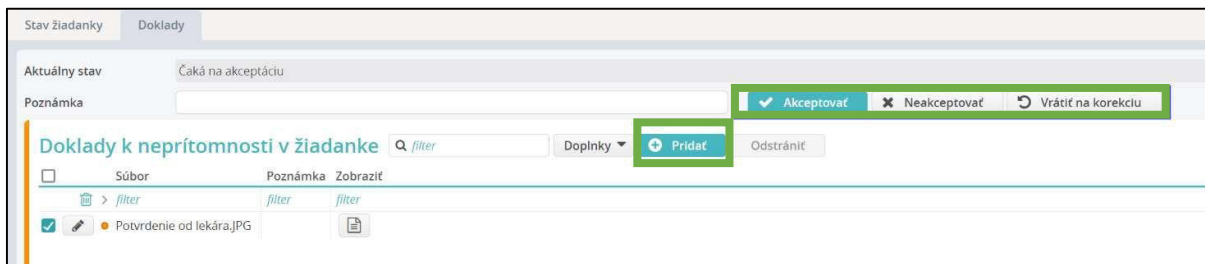 Stav žiadanky Doklady
Aktuálny stav Čaká na akceptáciu
Poznámka Akceptovať Neakceptovať Vrátiť na korekciu
Doklady k neprítomnosti v žiadanke filter Doplnky Pridať Odstrániť
Súbor Poznámka Zobraziť
filter filter filter
Potvrdenie od lekára.JPG